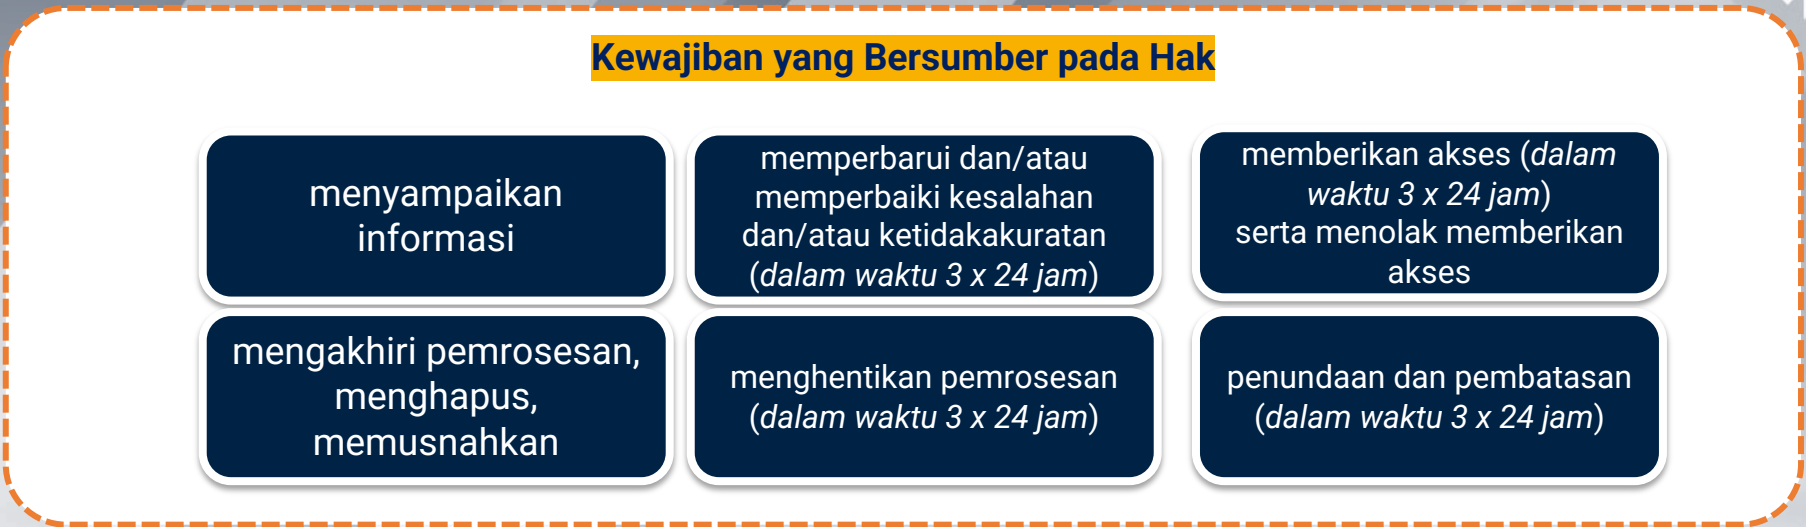 Kewajiban yang Bersumber pada Hak
menyampaikan
informasi
memperbarui dan/atau
memperbaiki kesalahan
dan/atau ketidakakuratan
(dalam waktu 3 x 24 jam)
memberikan akses (dalam
waktu 3 x 24 jam)
serta menolak memberikan
akses
mengakhiri pemrosesan,
menghapus,
memusnahkan
menghentikan pemrosesan
(dalam waktu 3 x 24 jam)
penundaan dan pembatasan
(dalam waktu 3 x 24 jam)